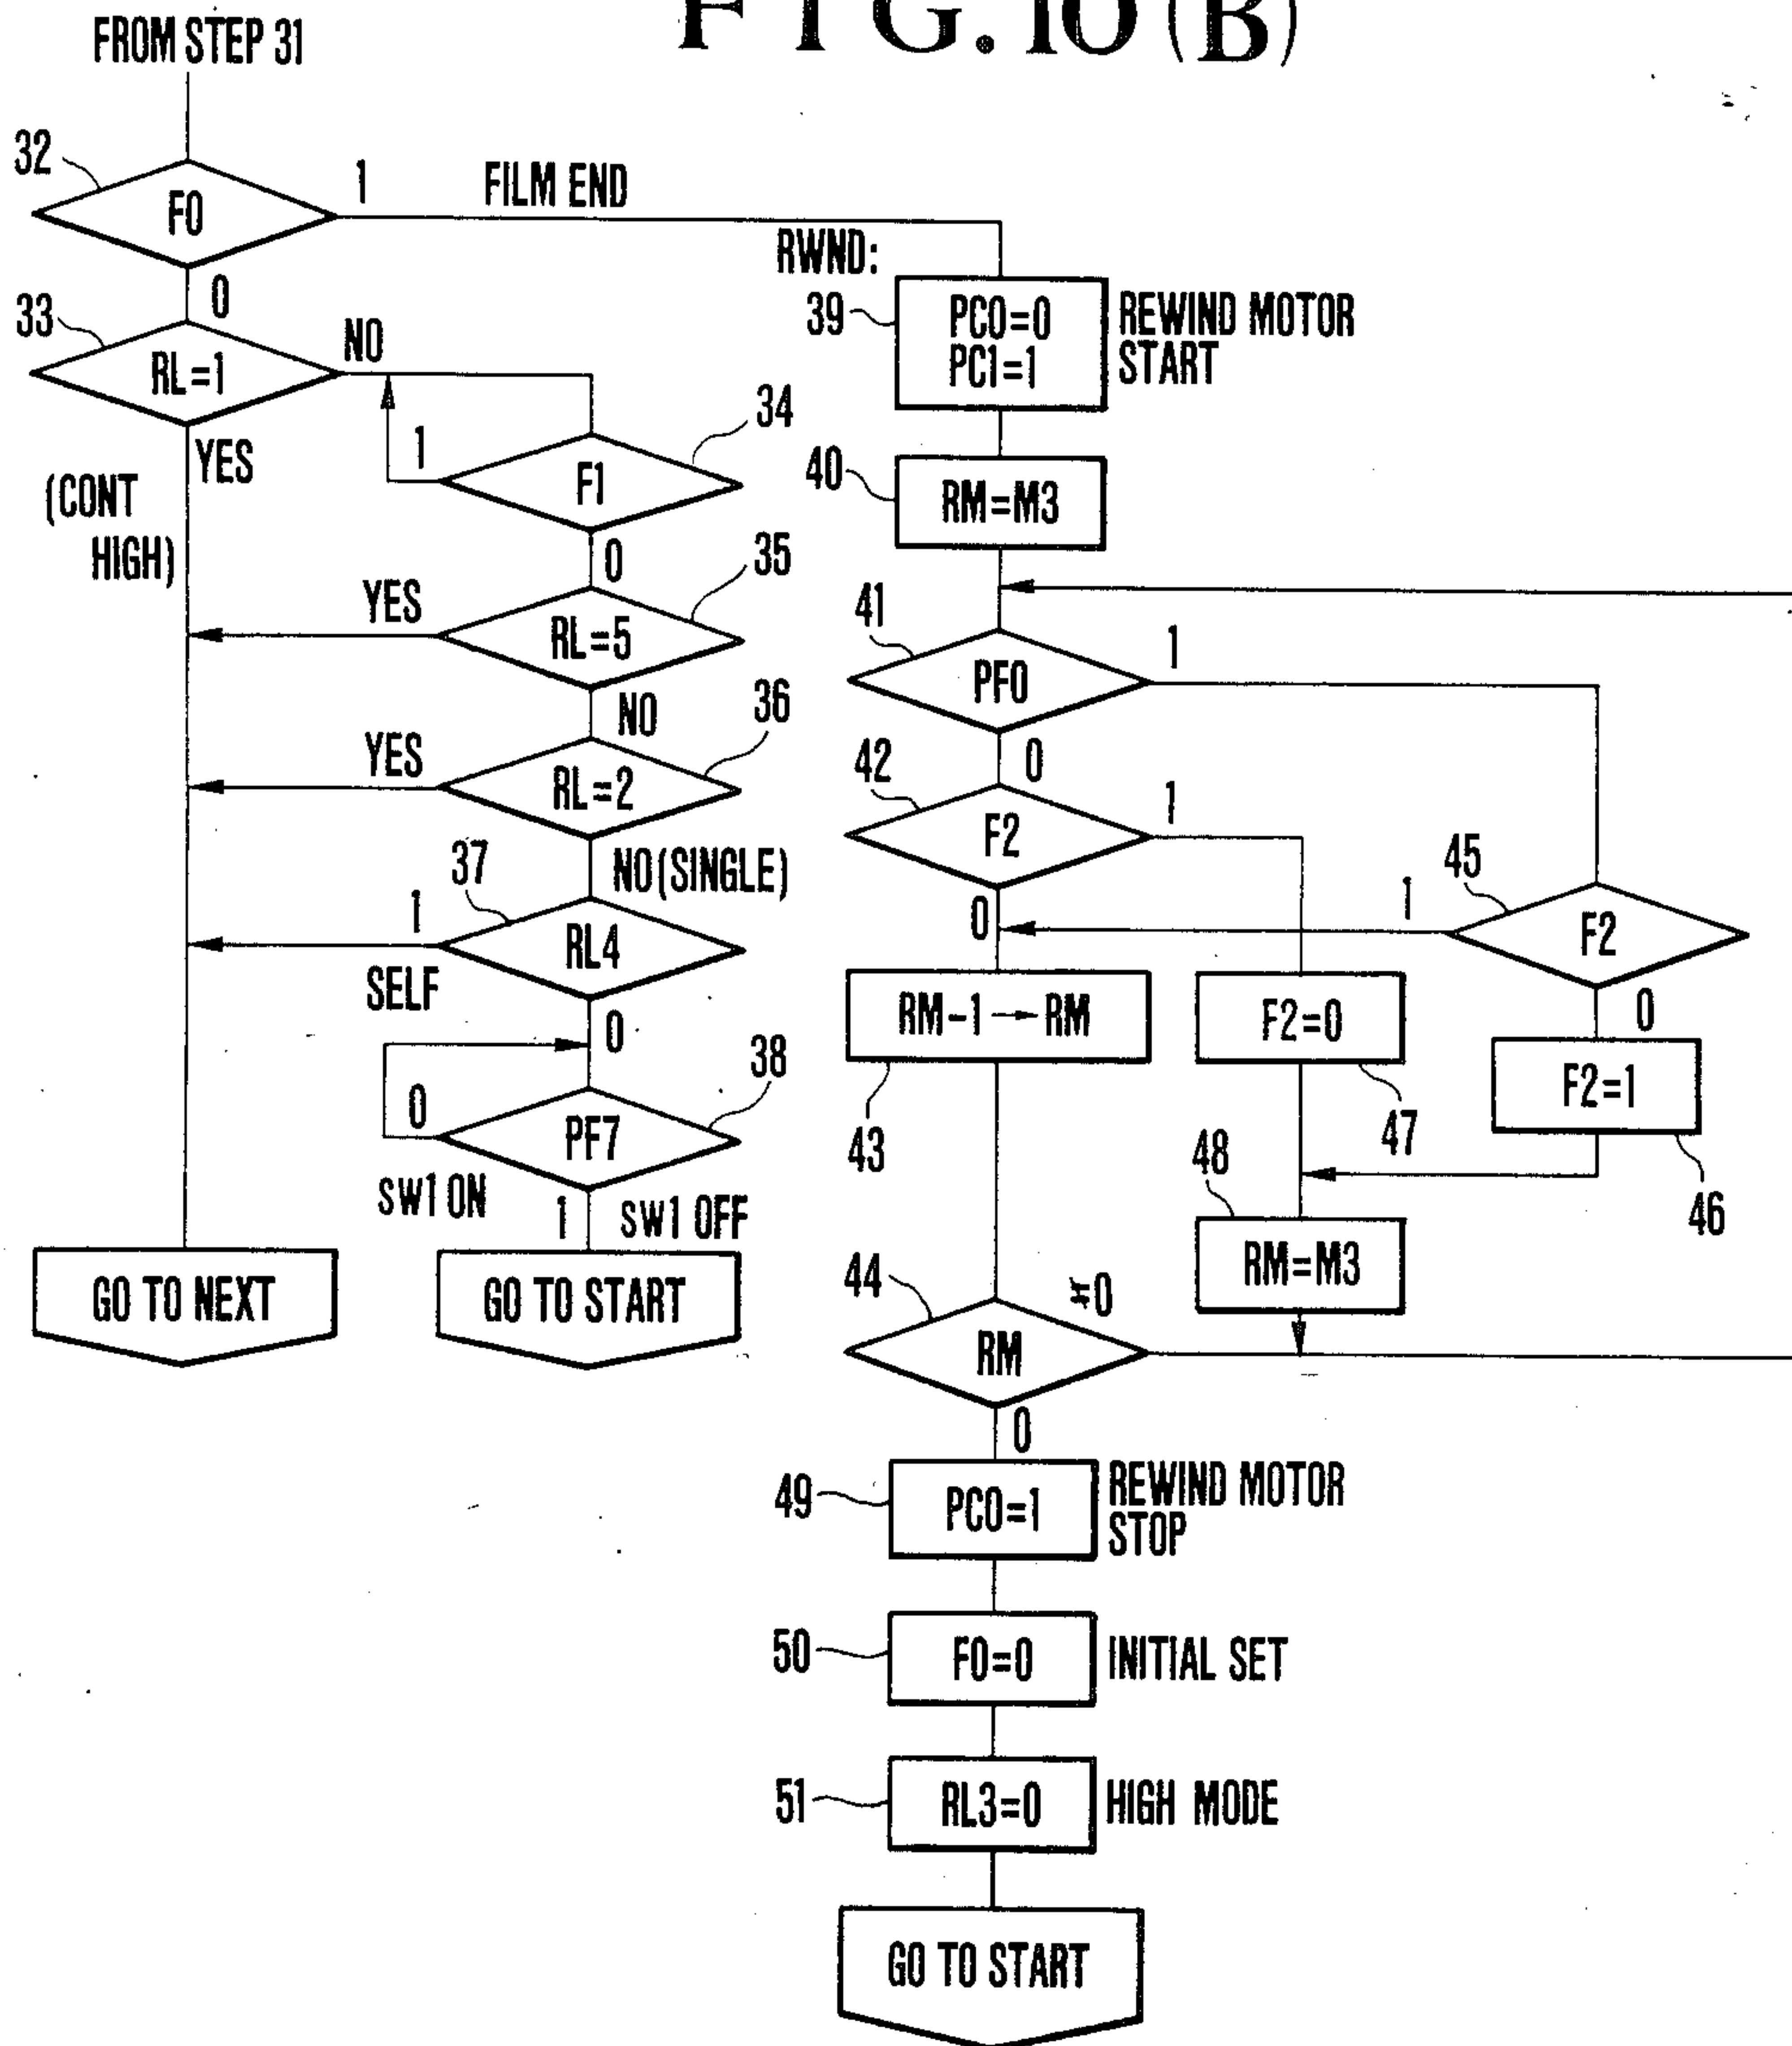 FIG. 10 (B)
FROM STEP 31
32
F0
1
FILM END
0
33
RL=1
NO
YES
(CONT
HIGH)
34
F1
1
0
35
RL=5
YES
NO
36
RL=2
YES
NO(SINGLE)
37
RL4
1
SELF
0
38
PF7
0
SW1 ON
1
SW1 OFF
GO TO NEXT
GO TO START
RWND:
39
PC0=0
PC1=1
REWIND MOTOR
START
40
RM=M3
41
PF0
1
0
42
F2
1
0
43
RM-1→RM
45
F2
1
0
F2=1
46
F2=0
47
48
RM=M3
44
RM
≠0
0
49
PC0=1
REWIND MOTOR
STOP
50
F0=0
INITIAL SET
51
RL3=0
HIGH MODE
GO TO START